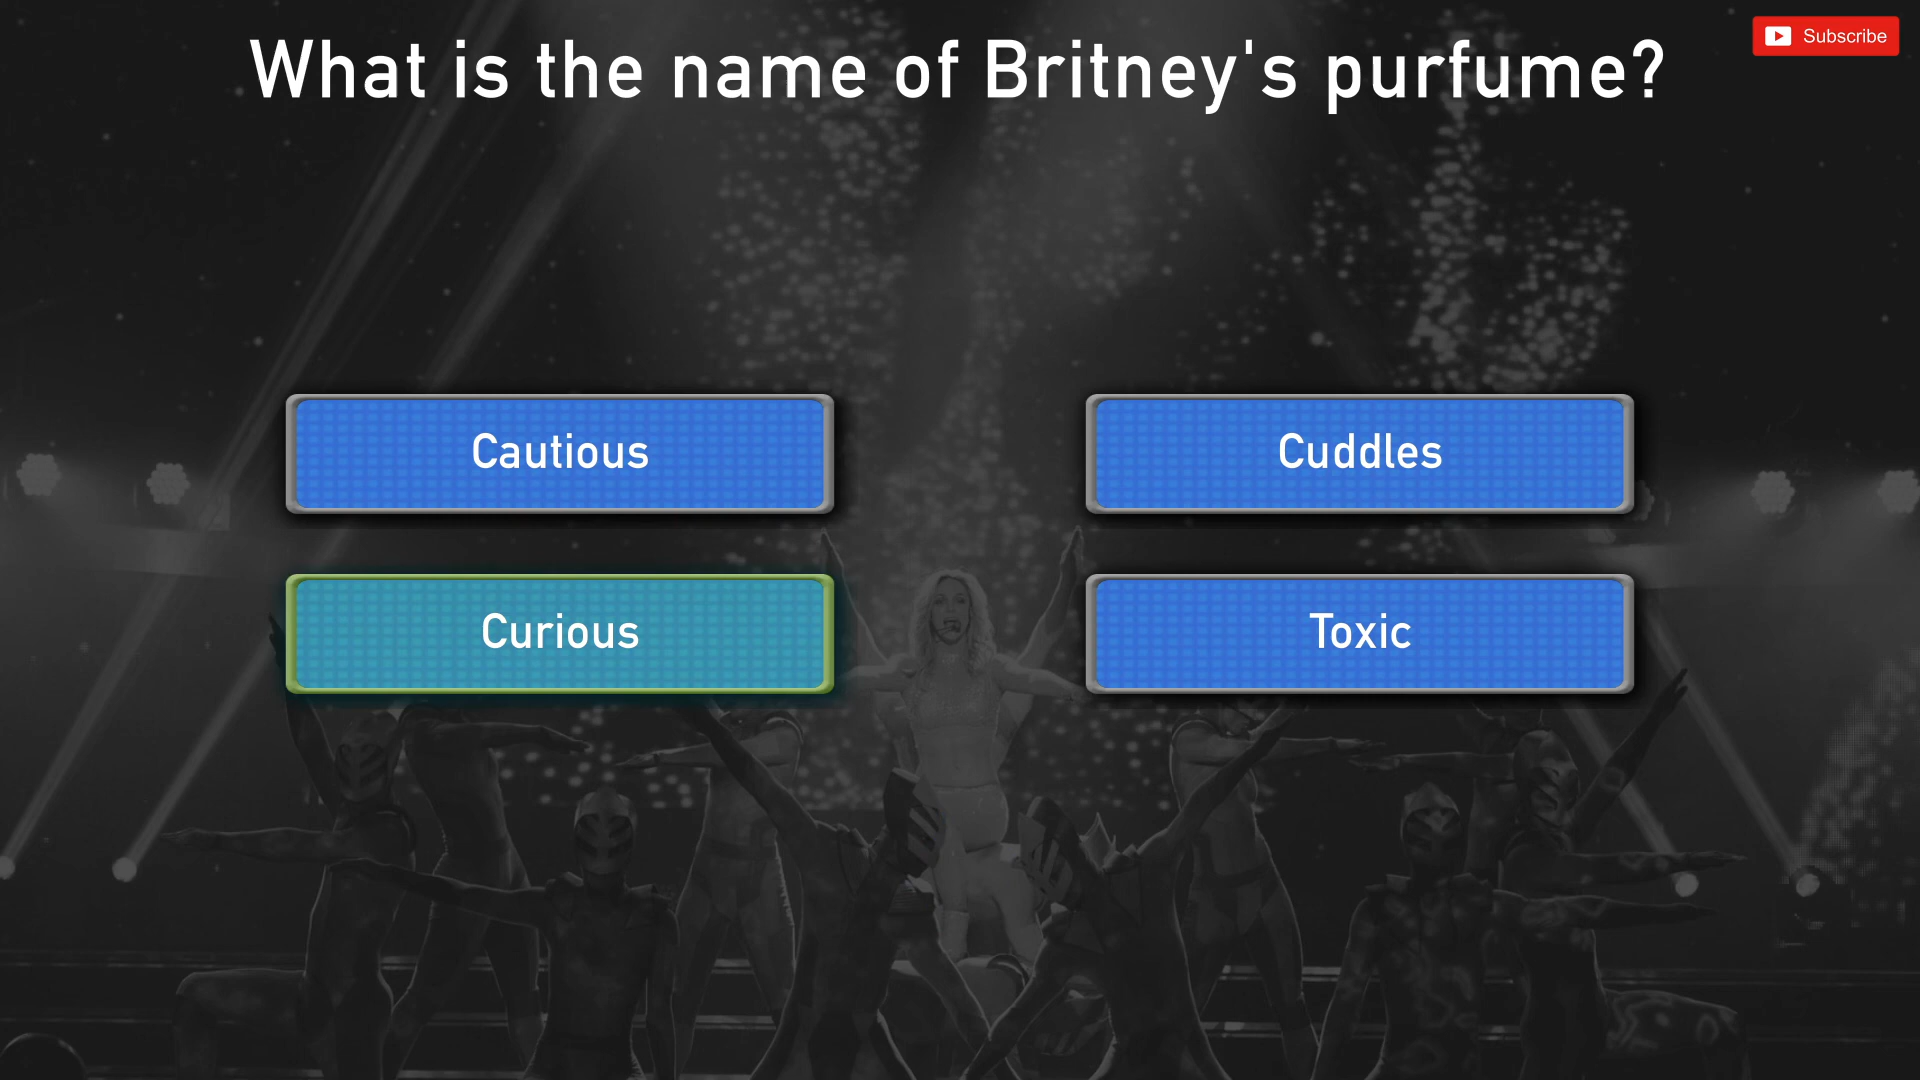 What is the name of Britney's purfume?
Subscribe
Cautious
Cuddles
Curious
Toxic